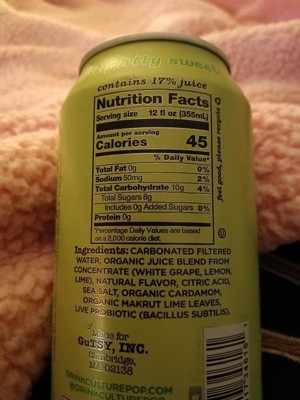 lightly sweet
contains 17% juice
Nutrition Facts
Serving size 12 fl oz (355mL)
Amount per serving
Calories 45
% Daily Value*
Total Fat 0g 0%
Sodium 50mg 2%
Total Carbohydrate 10g 4%
Total Sugars 8g
Includes 0g Added Sugars 0%
Protein 0g
*Percentage Daily Values are based
on a 2,000 calorie diet.
feel good, please recycle
Ingredients: CARBONATED FILTERED
WATER, ORGANIC JUICE BLEND FROM
CONCENTRATE (WHITE GRAPE, LEMON,
LIME), NATURAL FLAVOR, CITRIC ACID,
SEA SALT, ORGANIC CARDAMOM,
ORGANIC MAKRUT LIME LEAVES,
LIVE PROBIOTIC (BACILLUS SUBTILIS).
Made for
GuTSY, INC.
Cambridge,
MA 02138
DRINKCULTUREPOP.COM
@DRINKCULTUREPOP